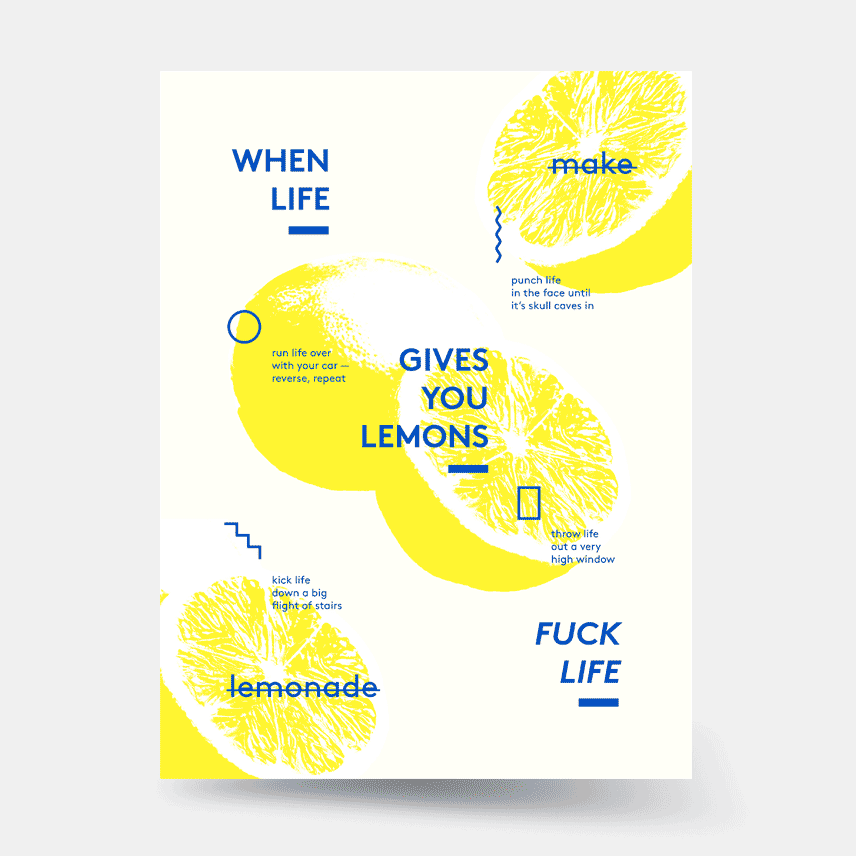 WHEN
LIFE
make
punch life
in the face until
it's skull caves in
run life over
with your car —
reverse, repeat
GIVES
YOU
LEMONS
throw life
out a very
high window
kick life
down a big
flight of stairs
lemonade
FUCK
LIFE